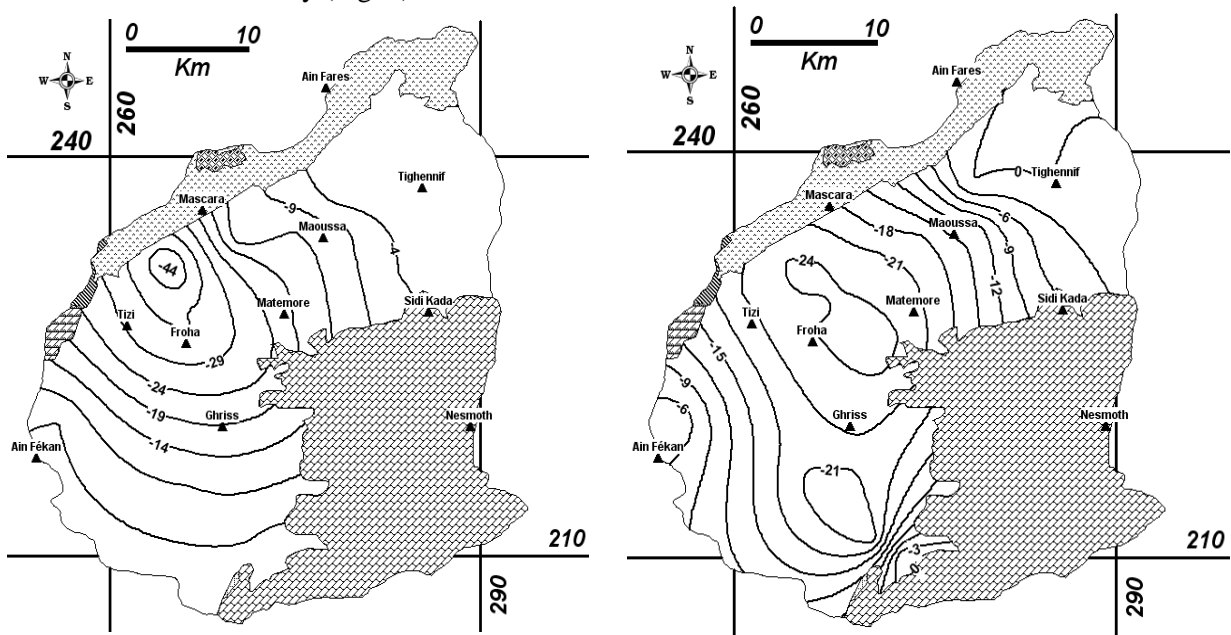 0 10
Km
N
W E
S
260
240
Ain Fares
Tighennif
Mascara
-9
Maoussa
-4
-44
Matemore
Sidi Kada
Tizi
Froha
-29
-24
-19
Ghriss
-14
Nesmoth
Ain Fékan
210
290
0 10
Km
N
W E
S
260
240
Ain Fares
0
Tighennif
Mascara
-18
Maoussa
-6
-9
-24
-21
-12
Matemore
Sidi Kada
Tizi
Froha
-15
-9
-6
Ghriss
Nesmoth
Ain Fékan
-21
-3
0
210
290